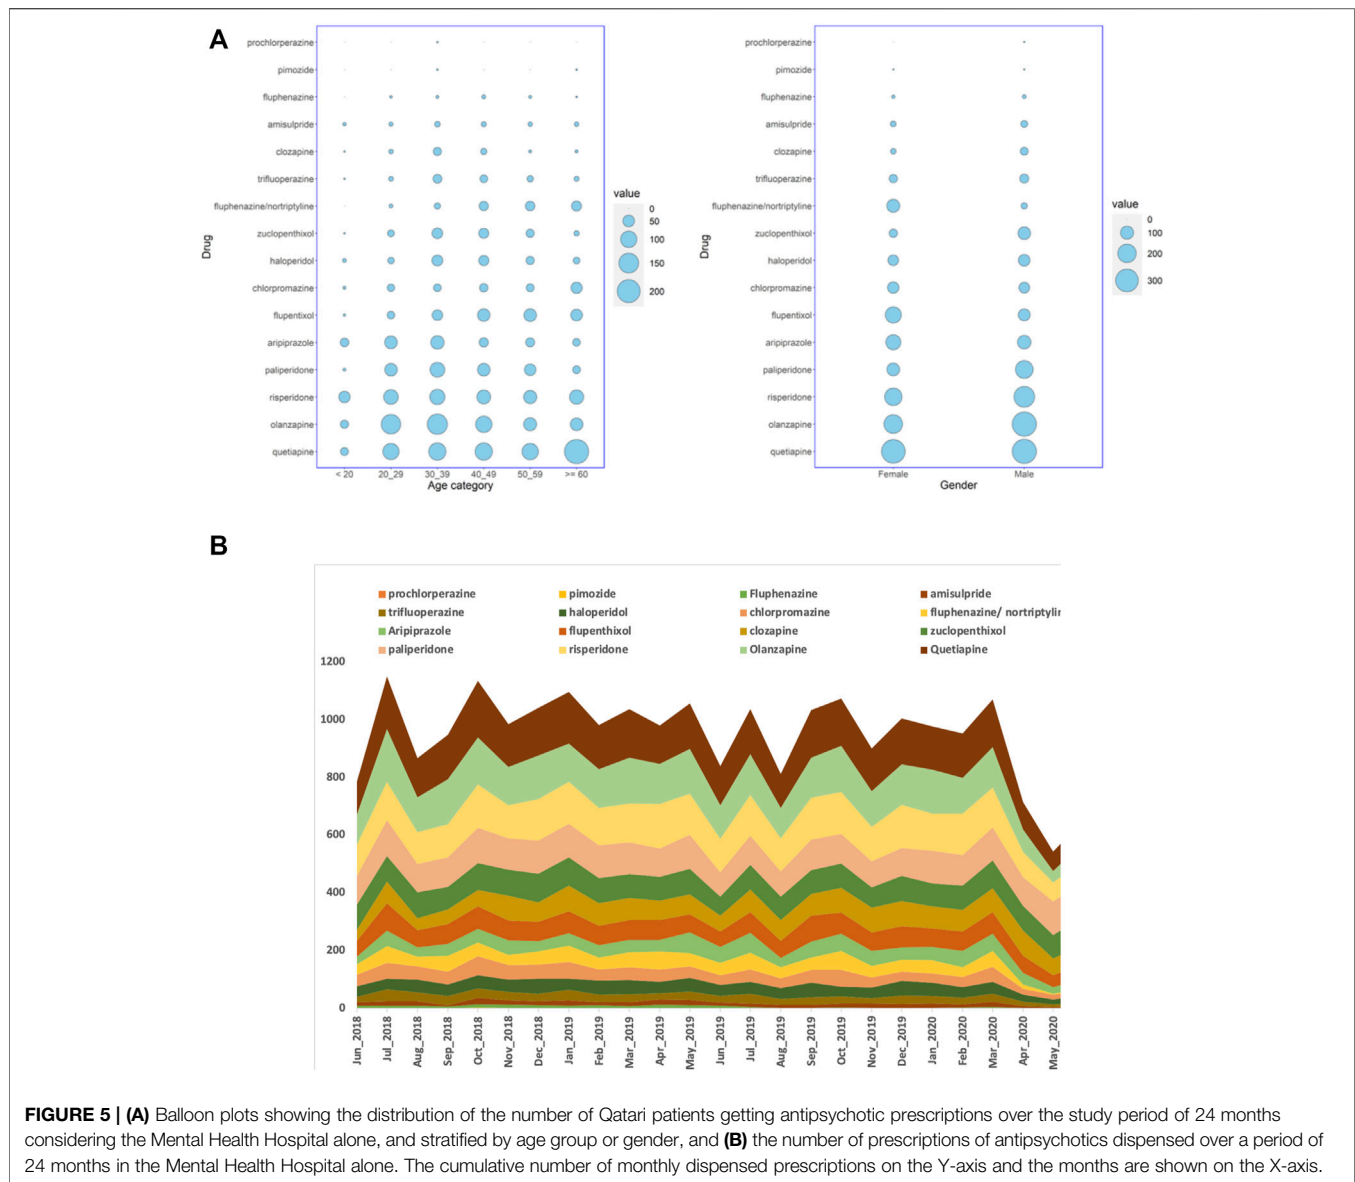 A
prochlorperazine
pimozide
fluphenazine
amisulpride
clozapine
trifluoperazine
fluphenazine/nortriptyline
zuclopenthixol
haloperidol
chlorpromazine
flupentixol
aripiprazole
paliperidone
risperidone
olanzapine
quetiapine
Drug
< 20 20_29 30_39 40_49 50_59 >= 60
Age category
value
0
50
100
150
200
prochlorperazine
pimozide
fluphenazine
amisulpride
clozapine
trifluoperazine
fluphenazine/nortriptyline
zuclopenthixol
haloperidol
chlorpromazine
flupentixol
aripiprazole
paliperidone
risperidone
olanzapine
quetiapine
Drug
Female Male
Gender
value
0
100
200
300
B
prochlorperazine pimozide Fluphenazine amisulpride
trifluoperazine haloperidol chlorpromazine fluphenazine/ nortriptylin
Aripiprazole flupenthixol clozapine zuclopenthixol
paliperidone risperidone Olanzapine Quetiapine
1200
1000
800
600
400
200
0
Jun_2018 Jul_2018 Aug_2018 Sep_2018 Oct_2018 Nov_2018 Dec_2018 Jan_2019 Feb_2019 Mar_2019 Apr_2019 May_2019 Jun_2019 Jul_2019 Aug_2019 Sep_2019 Oct_2019 Nov_2019 Dec_2019 Jan_2020 Feb_2020 Mar_2020 Apr_2020 May_2020
FIGURE 5 | (A) Balloon plots showing the distribution of the number of Qatari patients getting antipsychotic prescriptions over the study period of 24 months
considering the Mental Health Hospital alone, and stratified by age group or gender, and (B) the number of prescriptions of antipsychotics dispensed over a period of
24 months in the Mental Health Hospital alone. The cumulative number of monthly dispensed prescriptions on the Y-axis and the months are shown on the X-axis.